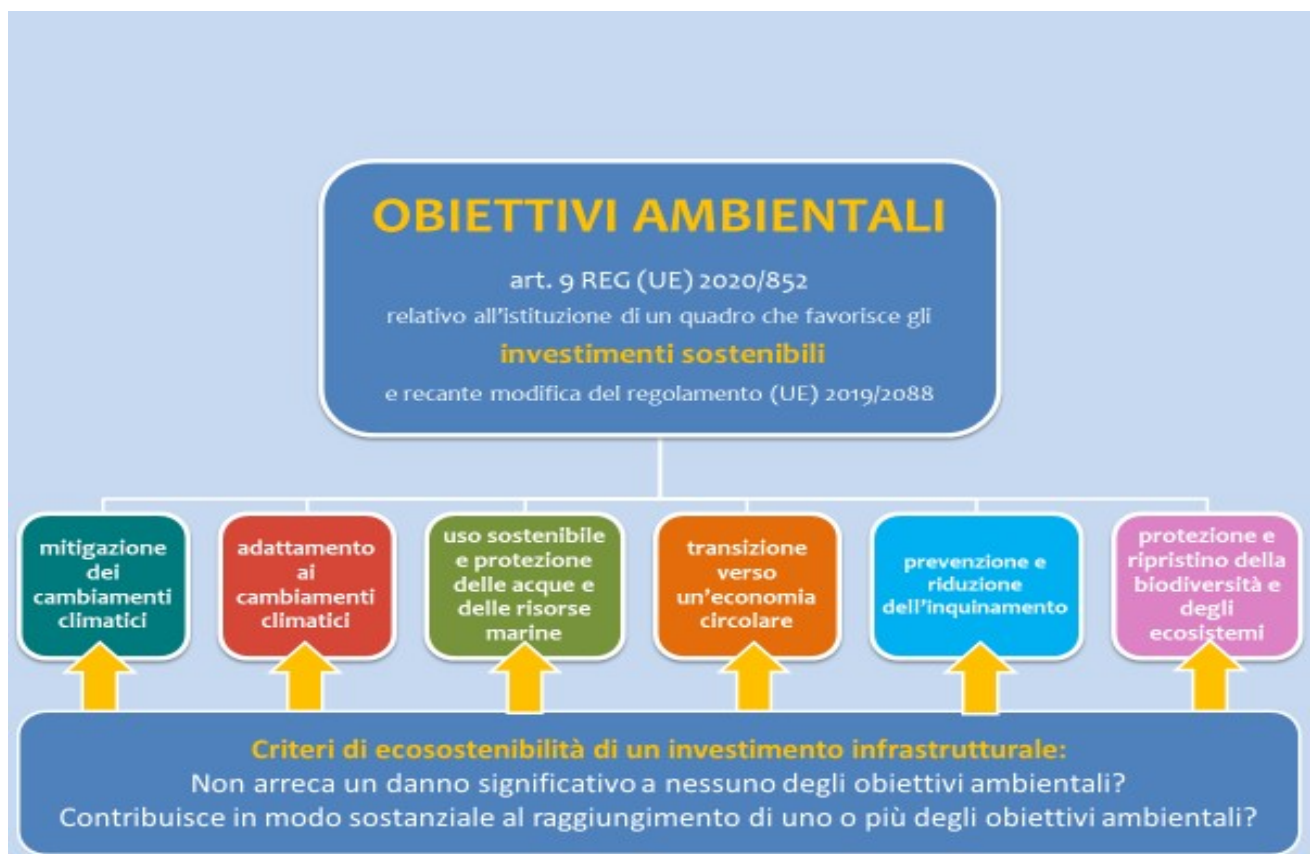 OBIETTIVI AMBIENTALI
art. 9 REG (UE) 2020/852
relativo all'istituzione di un quadro che favorisce gli
investimenti sostenibili
e recante modifica del regolamento (UE) 2019/2088
mitigazione
dei
cambiamenti
climatici
adattamento
ai
cambiamenti
climatici
uso sostenibile
e protezione
delle acque e
delle risorse
marine
transizione
verso
un'economia
circolare
prevenzione e
riduzione
dell'inquinamento
protezione e
ripristino della
biodiversità e
degli
ecosistemi
Criteri di ecosostenibilità di un investimento infrastrutturale:
Non arreca un danno significativo a nessuno degli obiettivi ambientali?
Contribuisce in modo sostanziale al raggiungimento di uno o più degli obiettivi ambientali?